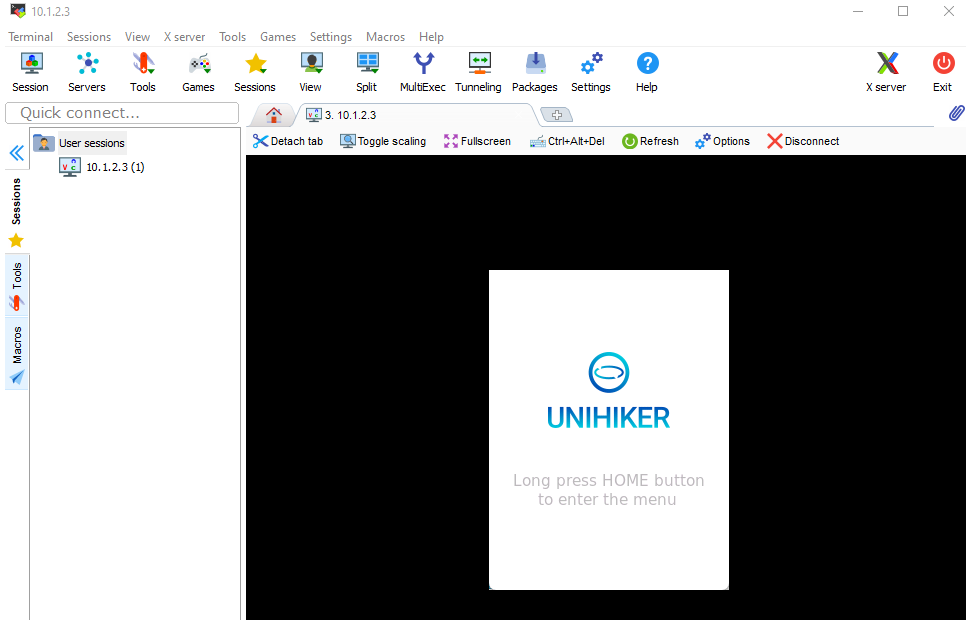 10.1.2.3
Terminal Sessions View X server Tools Games Settings Macros Help
Session Servers Tools Games Sessions View Split MultiExec Tunneling Packages Settings Help X server Exit
Quick connect...
3. 10.1.2.3
Detach tab Toggle scaling Fullscreen Ctrl+Alt+Del Refresh Options Disconnect
User sessions
10.1.2.3 (1)
Sessions
Tools
Macros
UNIHIKER
Long press HOME button
to enter the menu